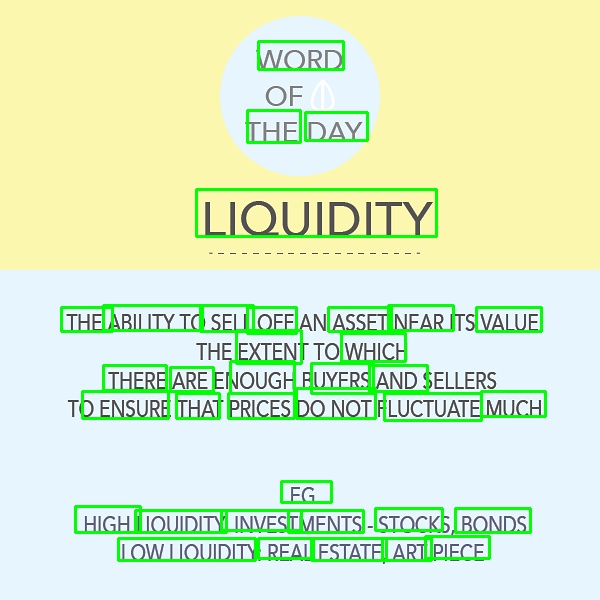 WORD
OF
THE DAY
LIQUIDITY
THE ABILITY TO SELL OFF AN ASSET NEAR ITS VALUE
THE EXTENT TO WHICH
THERE ARE ENOUGH BUYERS AND SELLERS
TO ENSURE THAT PRICES DO NOT FLUCTUATE MUCH
EG
HIGH LIQUIDITY INVESTMENTS - STOCKS, BONDS
LOW LIQUIDITY: REAL ESTATE, ART PIECE